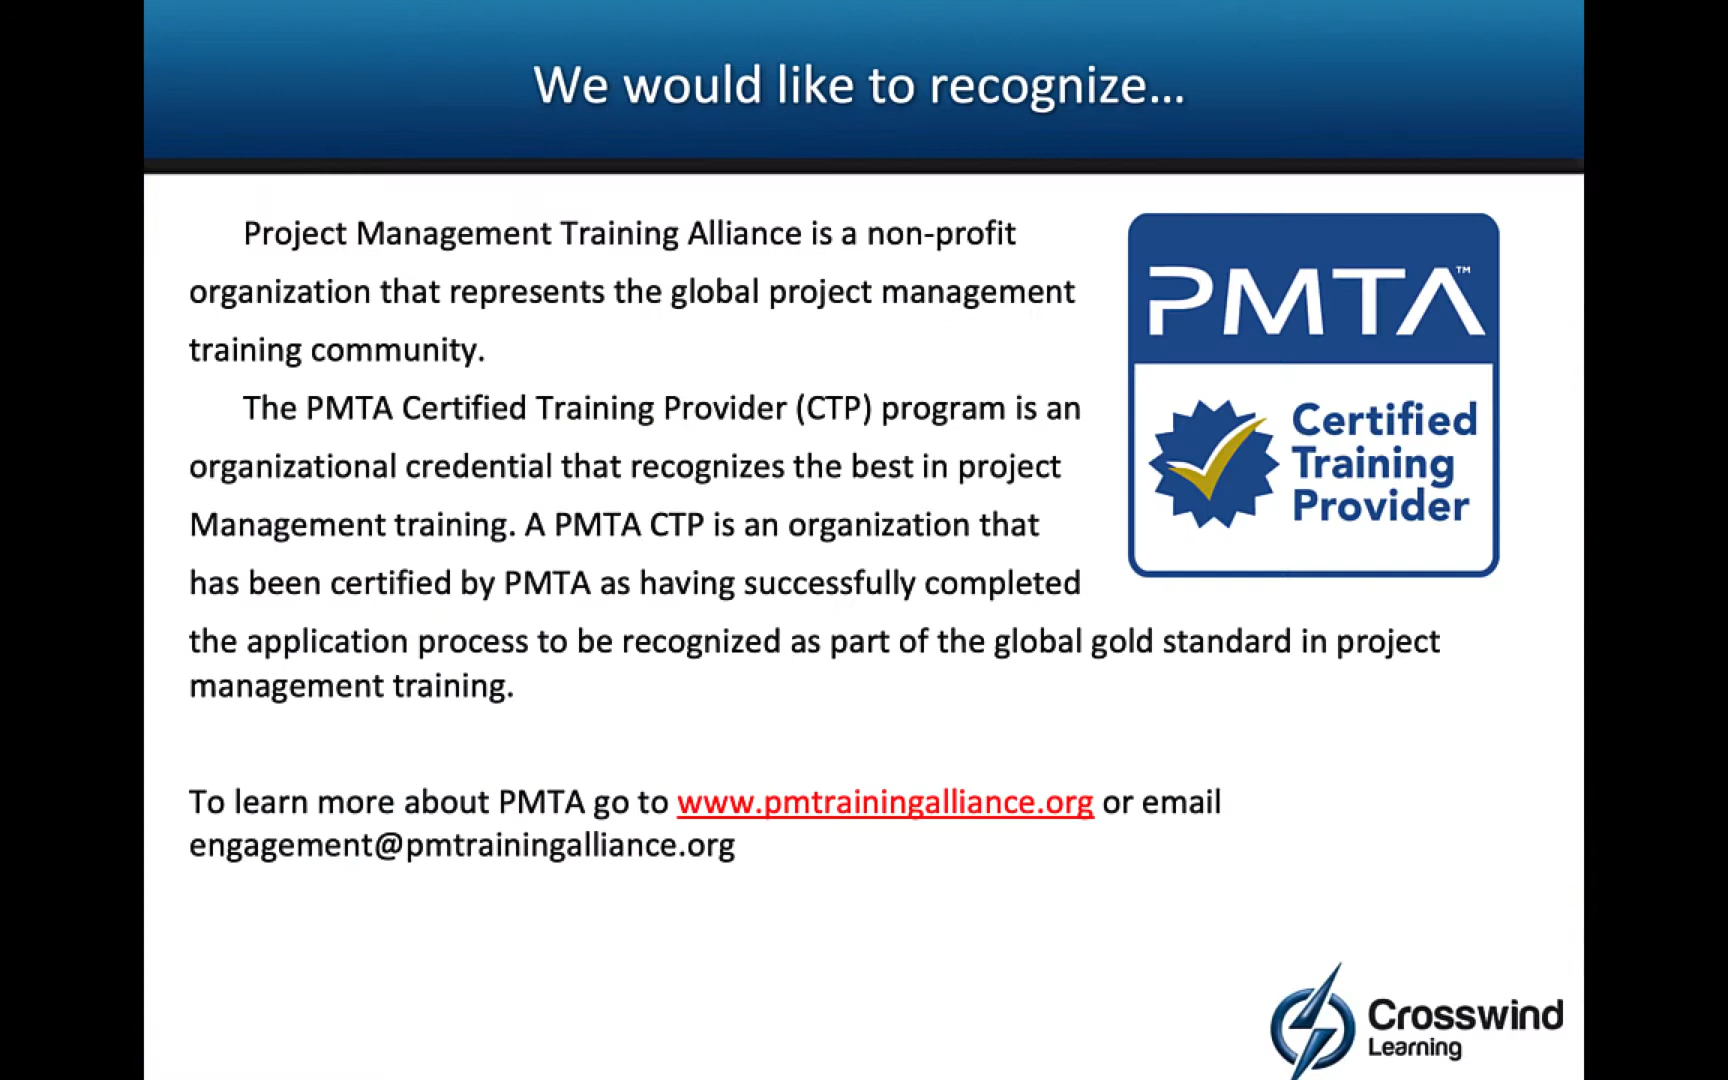 We would like to recognize...
Project Management Training Alliance is a non-profit
organization that represents the global project management
training community.
The PMTA Certified Training Provider (CTP) program is an
organizational credential that recognizes the best in project
Management training. A PMTA CTP is an organization that
has been certified by PMTA as having successfully completed
the application process to be recognized as part of the global gold standard in project
management training.
To learn more about PMTA go to www.pmtrainingalliance.org or email
engagement@pmtrainingalliance.org
PMTA™
Certified
Training
Provider
Crosswind
Learning